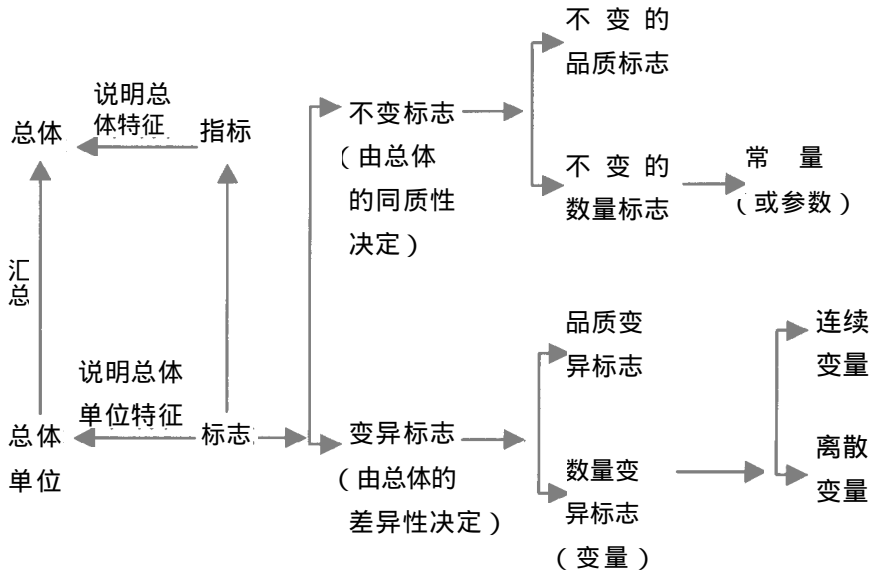 不变的
品质标志
说明总
体特征
总体
指标
不变标志
（由总体
的同质性
决定）
不变的
数量标志
常量
（或参数）
汇
总
品质变
异标志
连续
变量
说明总体
单位特征
总体
单位
标志
变异标志
（由总体的
差异性决定）
数量变
异标志
（变量）
离散
变量